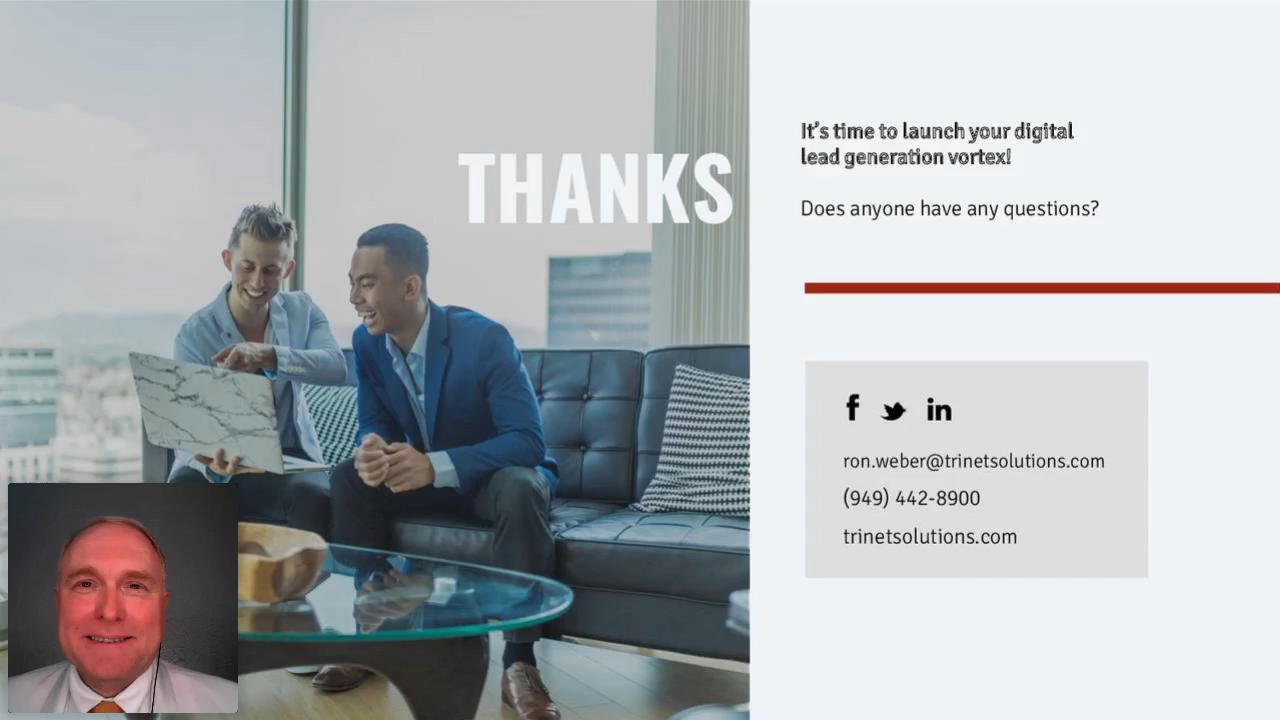 THANKS
It's time to launch your digital
lead generation vortex!
Does anyone have any questions?
ron.weber@trinetsolutions.com
(949) 442-8900
trinetsolutions.com